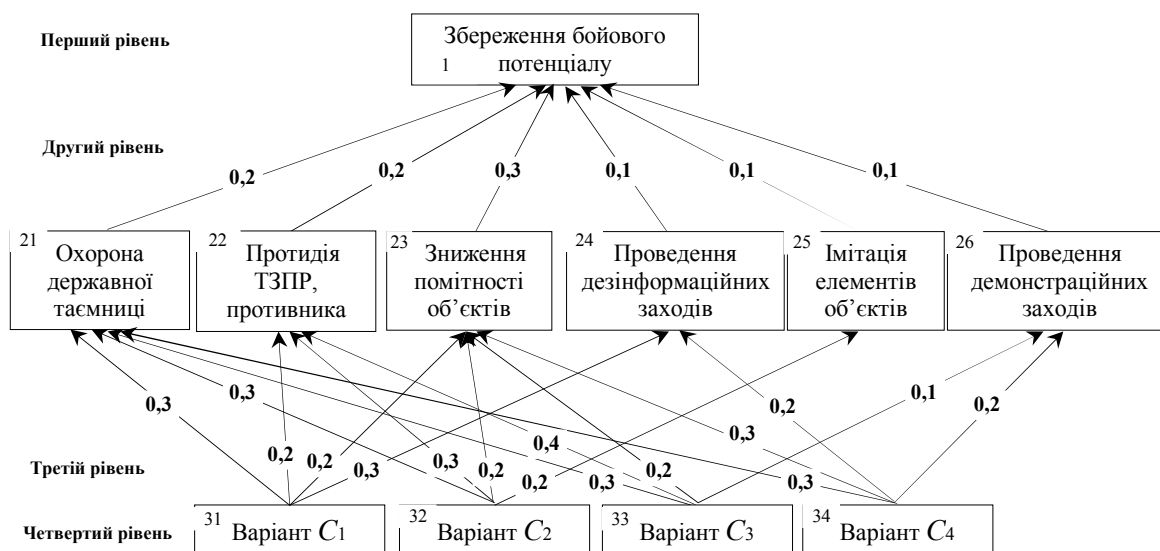 Перший рівень
Збереження бойового
1 потенціалу
Другий рівень
0,2 0,2 0,3 0,1 0,1 0,1
21
Охорона
державної
таємниці
22
Протидія
ТЗПР,
противника
23
Зниження
помітності
об’єктів
24
Проведення
дезінформаційних
заходів
25
Імітація
елементів
об’єктів
26
Проведення
демонстраційних
заходів
0,3 0,3 0,2 0,1 0,2
0,2 0,2 0,3 0,3 0,2 0,2 0,4 0,3 0,2 0,3 0,3
Третій рівень
Четвертий рівень
31 Варіант C1
32 Варіант C2
33 Варіант C3
34 Варіант C4